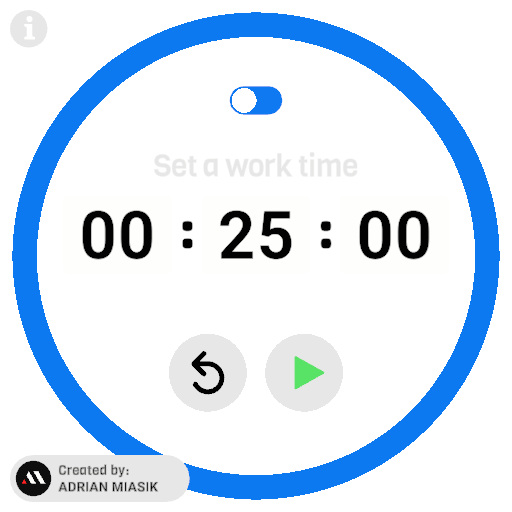 i
Set a work time
00 : 25 : 00
Created by:
ADRIAN MIASIK